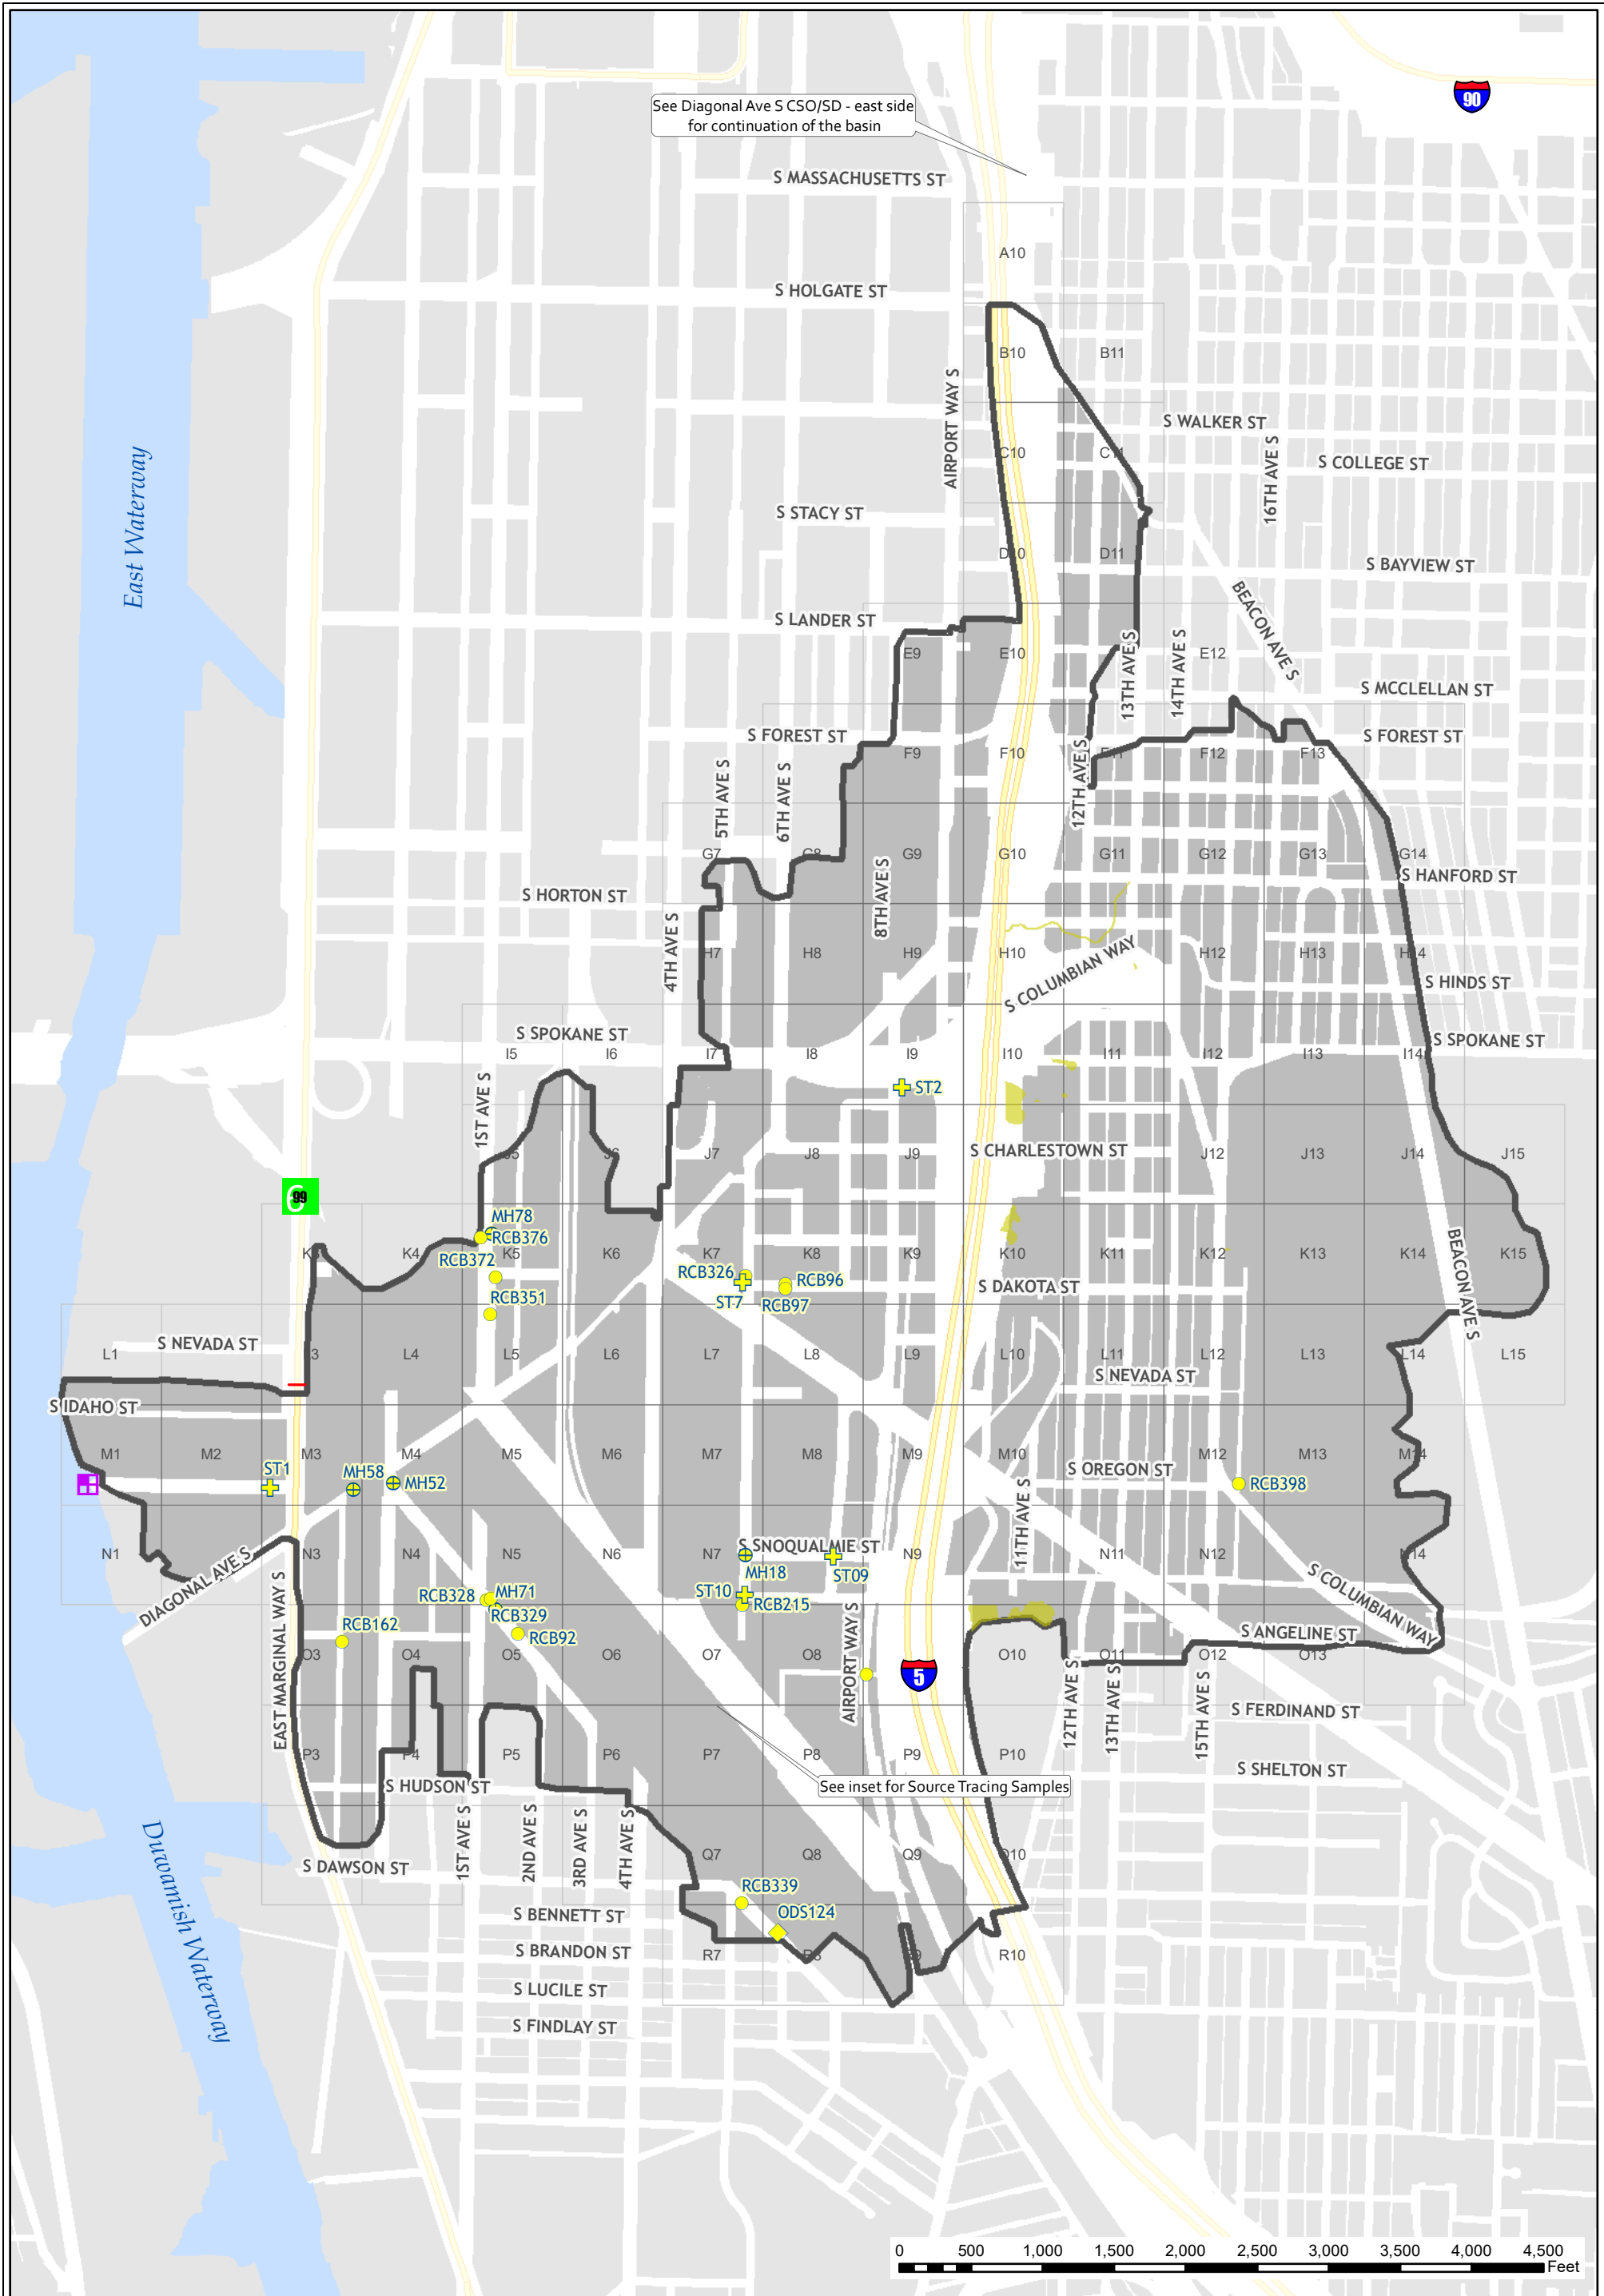 90
See Diagonal Ave S CSO/SD - east side
for continuation of the basin
S MASSACHUSETTS ST
A10
S HOLGATE ST
B10
B11
AIRPORT WAY S
S WALKER ST
16TH AVE S
C10
C11
S COLLEGE ST
East Waterway
S STACY ST
D10
D11
S BAYVIEW ST
BEACON AVE S
S LANDER ST
E9
E10
13TH AVE S
14TH AVE S
E12
S MCCLELLAN ST
S FOREST ST
5TH AVE S
6TH AVE S
F9
F10
12TH AVE S
F11
F12
F13
S FOREST ST
G7
G8
8TH AVE S
G9
G10
G11
G12
G13
G14
S HANFORD ST
S HORTON ST
4TH AVE S
H7
H8
H9
H10
S COLUMBIAN WAY
H12
H13
H14
S HINDS ST
S SPOKANE ST
S SPOKANE ST
I5
I6
I7
I8
I9
I10
I11
I12
I13
I14
ST2
1ST AVE S
J5
J6
J7
J8
J9
S CHARLESTOWN ST
J12
J13
J14
J15
6
99
MH78
RCB376
RCB372
K3
K4
K5
K6
K7
K8
K9
K10
K11
K12
K13
K14
K15
BEACON AVE S
RCB326
ST7
RCB96
RCB97
S DAKOTA ST
RCB351
S NEVADA ST
L1
L4
L5
L6
L7
L8
L9
L10
L11
L12
L13
L14
L15
S NEVADA ST
S IDAHO ST
M1
M2
M3
M4
M5
M6
M7
M8
M9
M10
M12
M13
M14
ST1
MH58
MH52
S OREGON ST
RCB398
11TH AVE S
N1
N3
N4
N5
N6
N7
S SNOQUALMIE ST
N9
N11
N12
N14
MH18
ST09
DIAGONAL AVE S
EAST MARGINAL WAY S
RCB328
MH71
RCB329
RCB92
ST10
RCB215
AIRPORT WAY S
S COLUMBIAN WAY
RCB162
O3
O4
O5
O6
O7
O8
5
O10
O11
O12
O13
S ANGELINE ST
12TH AVE S
13TH AVE S
15TH AVE S
S FERDINAND ST
P3
P4
P5
P6
P7
P8
P9
P10
S SHELTON ST
S HUDSON ST
See inset for Source Tracing Samples
1ST AVE S
2ND AVE S
3RD AVE S
4TH AVE S
Q7
Q8
Q9
Q10
S DAWSON ST
RCB339
ODS124
S BENNETT ST
S BRANDON ST
R7
R8
R10
S LUCILE ST
S FINDLAY ST
Duwamish Waterway
0 500 1,000 1,500 2,000 2,500 3,000 3,500 4,000 4,500
Feet